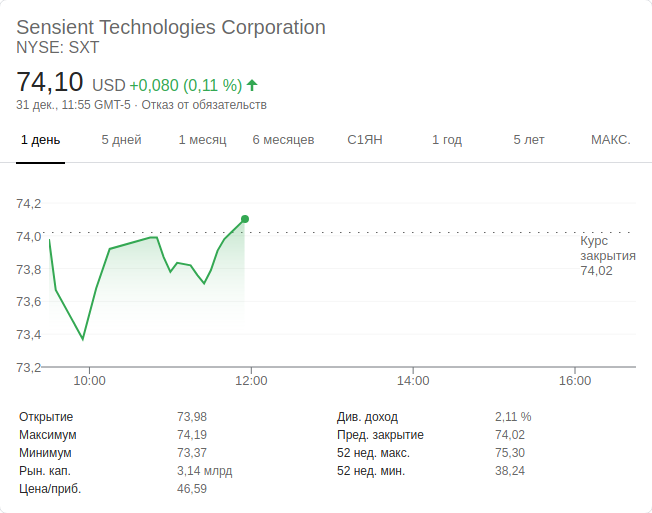 Sensient Technologies Corporation
NYSE: SXT
74,10 USD +0,080 (0,11 %)
31 дек., 11:55 GMT-5 · Отказ от обязательств
1 день 5 дней 1 месяц 6 месяцев С1ЯН 1 год 5 лет МАКС.
74,2
74,0
73,8
73,6
73,4
73,2
Курс
закрытия
74,02
10:00 12:00 14:00 16:00
Открытие 73,98 Див. доход 2,11 %
Максимум 74,19 Пред. закрытие 74,02
Минимум 73,37 52 нед. макс. 75,30
Рын. кап. 3,14 млрд 52 нед. мин. 38,24
Цена/приб. 46,59